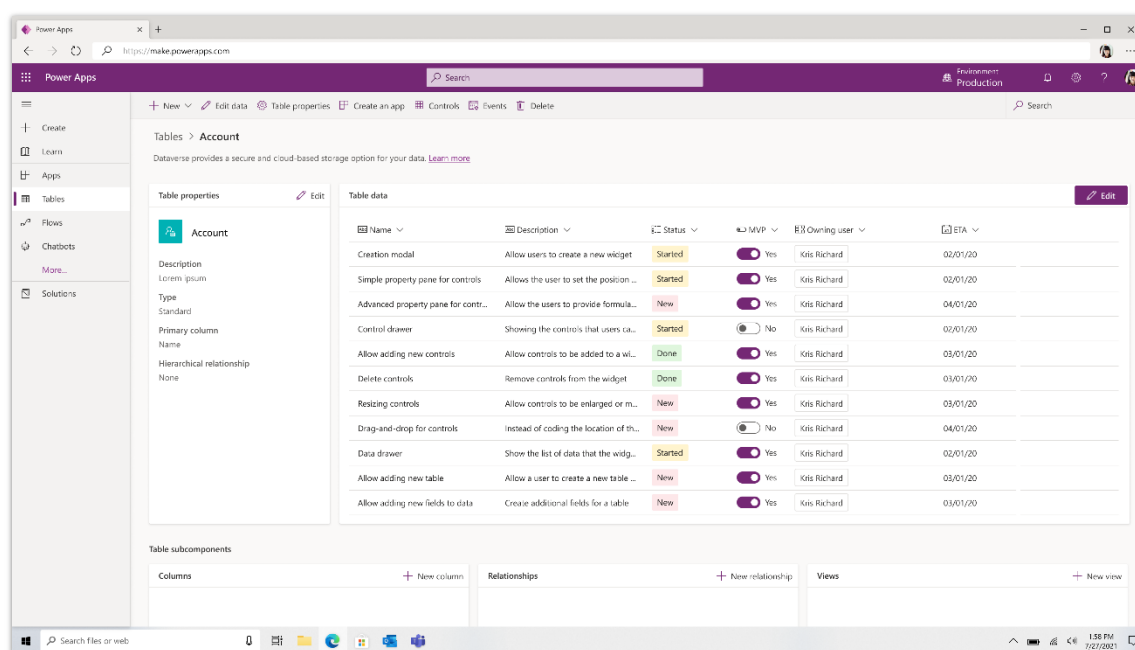 Power Apps
https://make.powerapps.com
Power Apps
Search
Environment
Production
New
Edit data
Table properties
Create an app
Controls
Events
Delete
Search
Create
Learn
Apps
Tables
Flows
Chatbots
More...
Solutions
Tables > Account
Dataverse provides a secure and cloud-based storage option for your data. Learn more
Table properties
Edit
Account
Description
Lorem ipsum
Type
Standard
Primary column
Name
Hierarchical relationship
None
Table data
Edit
Name Description Status MVP Owning user ETA
Creation modal Allow users to create a new widget Started Yes Kris Richard 02/01/20
Simple property pane for controls Allows the user to set the position ... Started Yes Kris Richard 02/01/20
Advanced property pane for contr... Allow the users to provide formula... New Yes Kris Richard 04/01/20
Control drawer Showing the controls that users ca... Started No Kris Richard 02/01/20
Allow adding new controls Allow controls to be added to a wi... Done Yes Kris Richard 03/01/20
Delete controls Remove controls from the widget Done Yes Kris Richard 03/01/20
Resizing controls Allow controls to be enlarged or m... New Yes Kris Richard 03/01/20
Drag-and-drop for controls Instead of coding the location of th... New No Kris Richard 04/01/20
Data drawer Show the list of data that the widg... Started Yes Kris Richard 02/01/20
Allow adding new table Allow a user to create a new table ... New Yes Kris Richard 03/01/20
Allow adding new fields to data Create additional fields for a table New Yes Kris Richard 03/01/20
Table subcomponents
Columns
New column
Relationships
New relationship
Views
New view
Search files or web
1:58 PM
7/27/2021